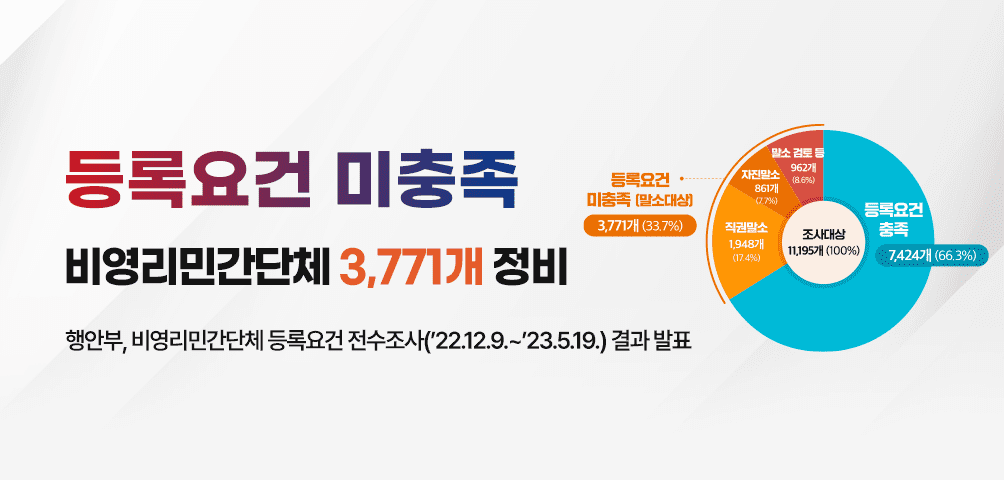 등록요건 미충족
비영리민간단체 3,771개 정비
행안부, 비영리민간단체 등록요건 전수조사('22.12.9.~'23.5.19.) 결과 발표
등록요건
미충족 (말소대상)
3,771개 (33.7%)
말소 검토 등
962개
(8.6%)
자진말소
861개
(7.7%)
직권말소
1,948개
(17.4%)
조사대상
11,195개 (100%)
등록요건
충족
7,424개 (66.3%)